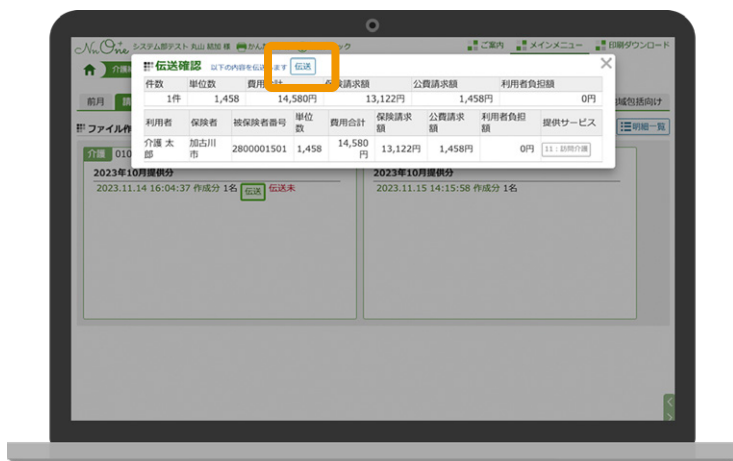 NnOne システム部テスト 丸山 結加 様 かんた ック ご案内 メインメニュー 印刷ダウンロード
伝送確認 以下の内容を伝送 ます 伝送
件数 単位数 費用合計 保険請求額 公費請求額 利用者負担額
1件 1,458 14,580円 13,122円 1,458円 0円
利用者 保険者 被保険者番号 単位数 費用合計 保険請求額 公費請求額 利用者負担額 提供サービス
介護 太郎 加古川市 2800001501 1,458 14,580円 13,122円 1,458円 0円 11：訪問介護
前月 請 域包括向け
ファイル作 明細一覧
介護 010
2023年10月提供分 2023年10月提供分
2023.11.14 16:04:37 作成分 1名 伝送 伝送未 2023.11.15 14:15:58 作成分 1名